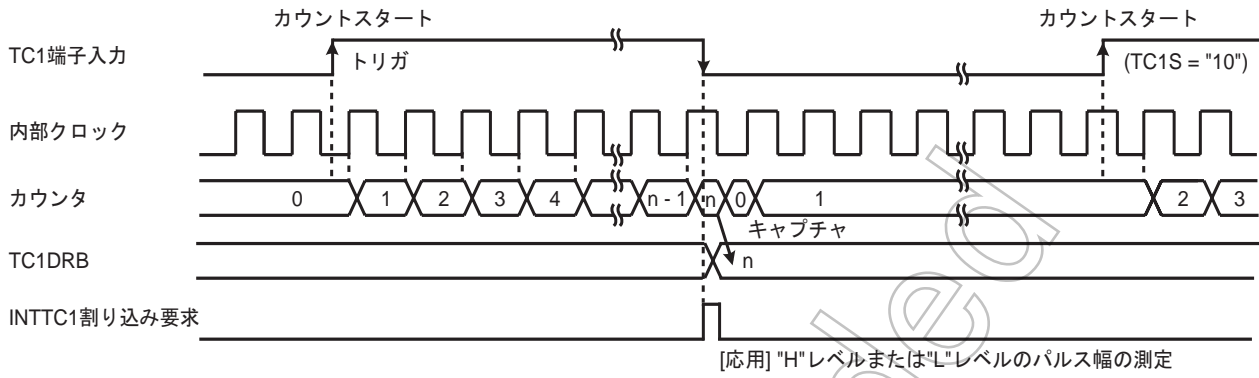 カウントスタート カウントスタート
TC1端子入力 トリガ (TC1S = "10")
内部クロック
カウンタ 0 1 2 3 4 n - 1 n 0 1 2 3
キャプチャ
TC1DRB n
INTTC1割り込み要求
[応用] "H"レベルまたは"L"レベルのパルス幅の測定